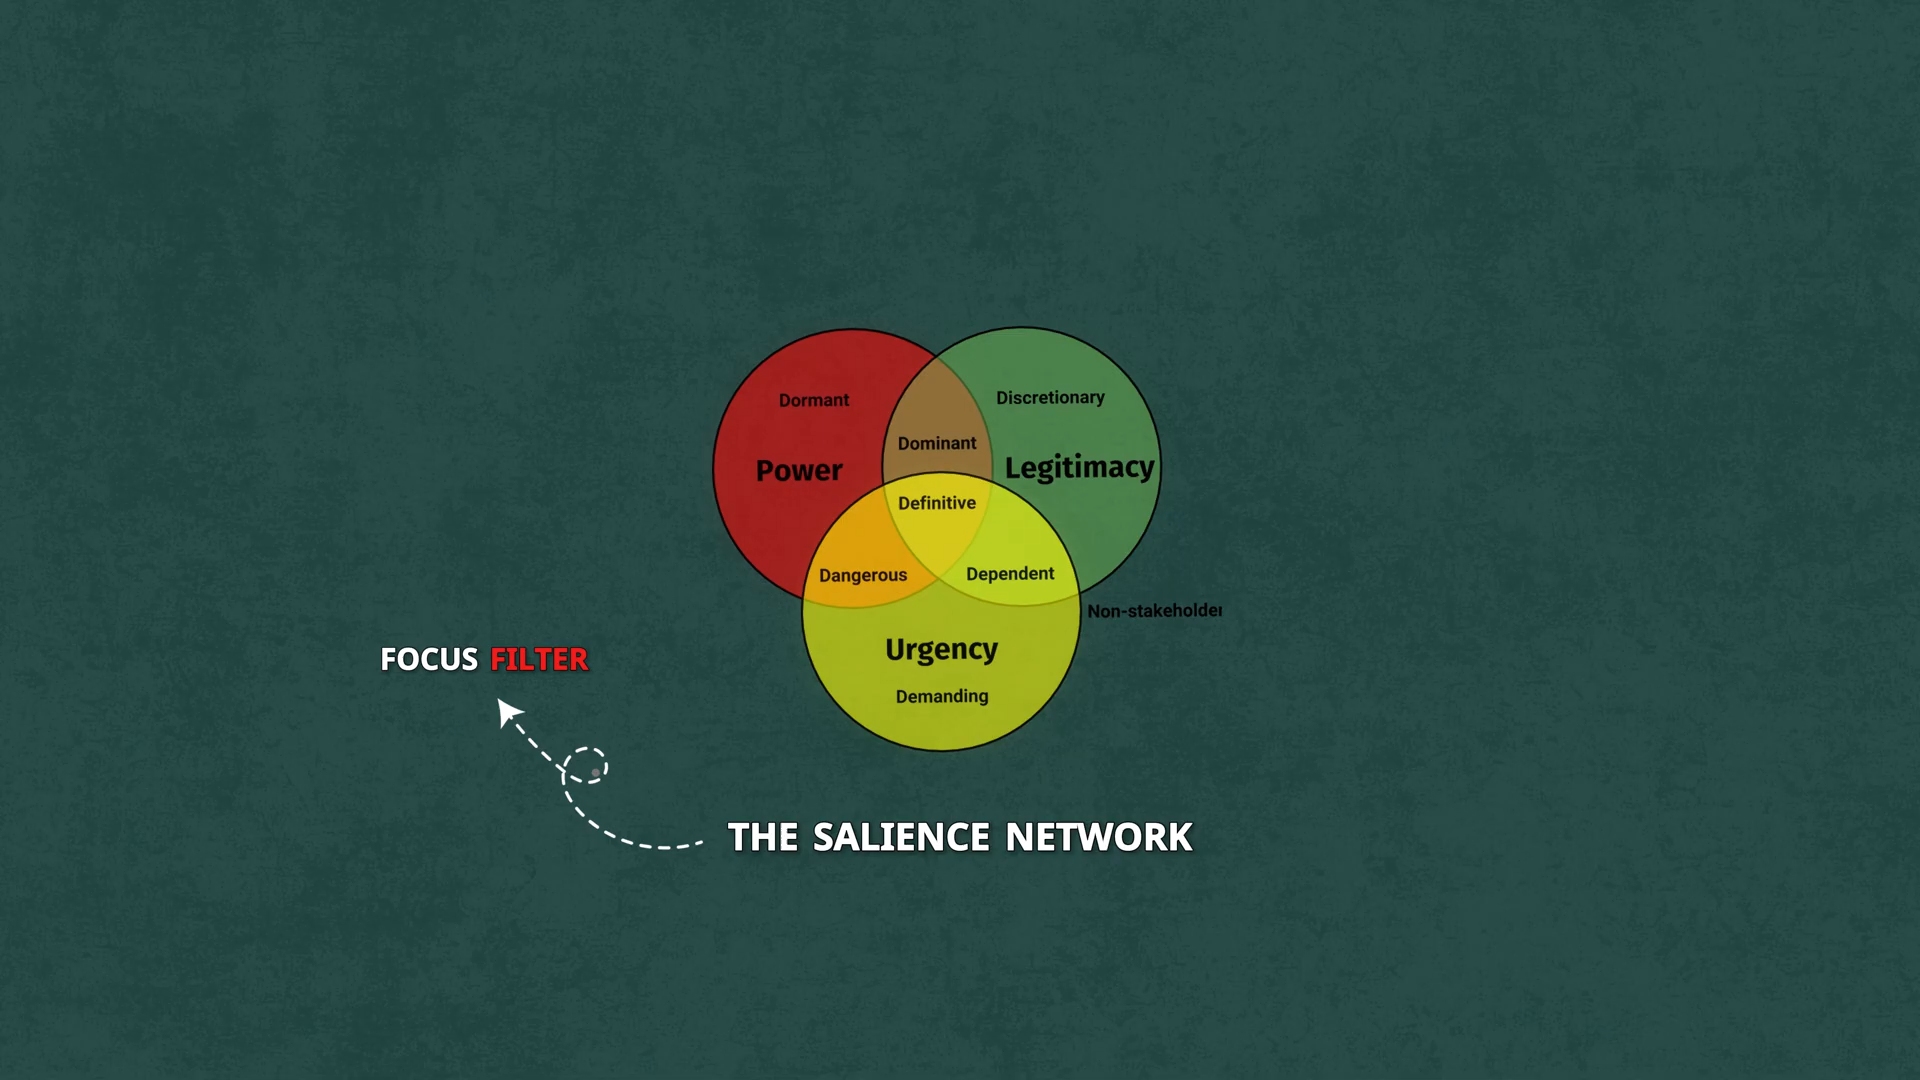 Dormant
Discretionary
Dominant
Power
Legitimacy
Definitive
Dangerous
Dependent
Non-stakeholder
Urgency
Demanding
FOCUS FILTER
THE SALIENCE NETWORK